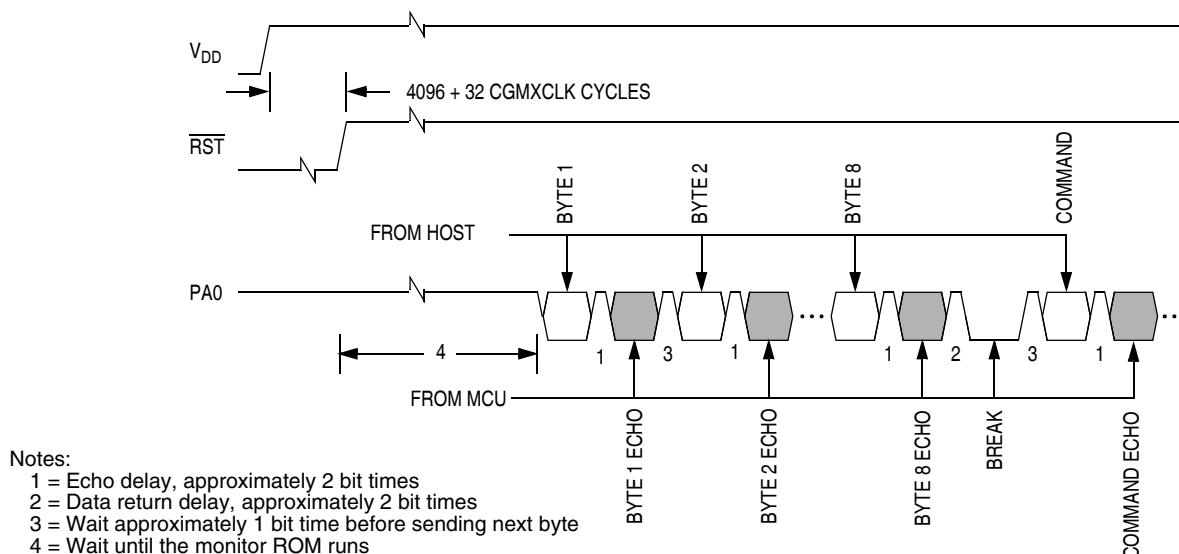 VDD
4096 + 32 CGMXCLK CYCLES
RST
BYTE 1
BYTE 2
BYTE 8
COMMAND
FROM HOST
PA0
4
1
3
1
1
2
3
1
FROM MCU
BYTE 1 ECHO
BYTE 2 ECHO
BYTE 8 ECHO
BREAK
COMMAND ECHO
Notes:
1 = Echo delay, approximately 2 bit times
2 = Data return delay, approximately 2 bit times
3 = Wait approximately 1 bit time before sending next byte
4 = Wait until the monitor ROM runs